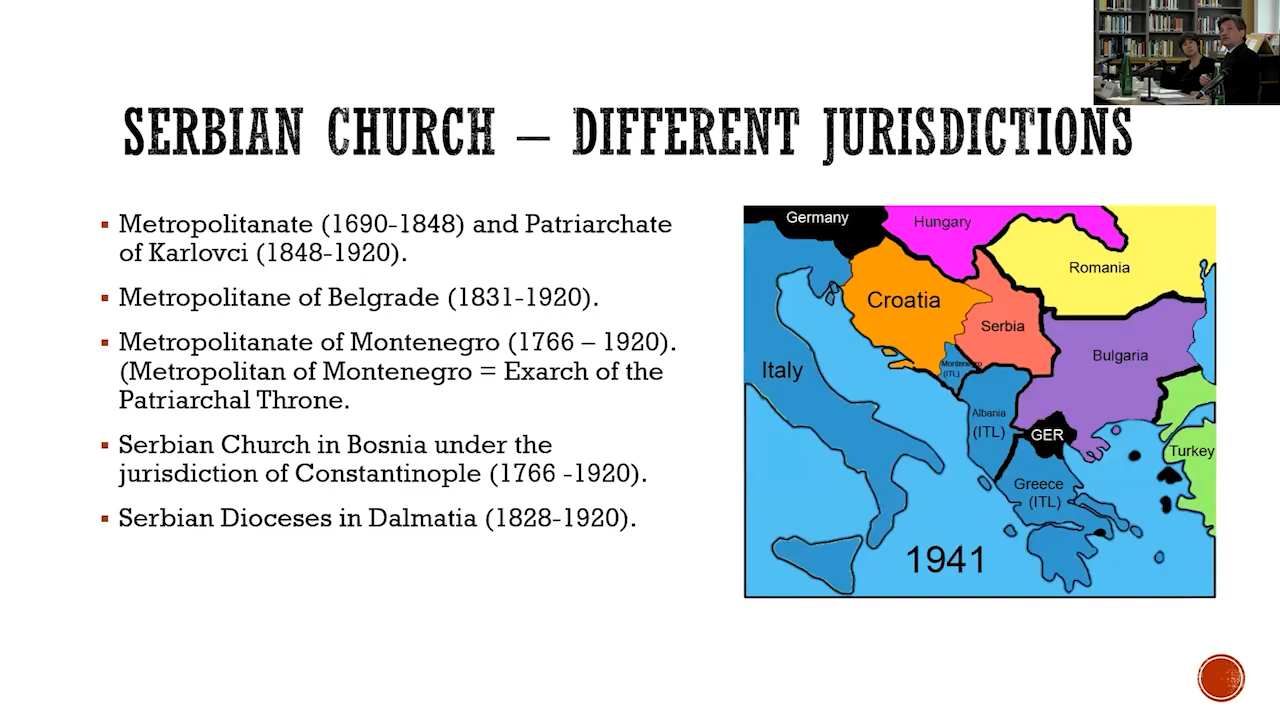 SERBIAN CHURCH – DIFFERENT JURISDICTIONS
Metropolitanate (1690-1848) and Patriarchate
of Karlovci (1848-1920).
Metropolitane of Belgrade (1831-1920).
Metropolitanate of Montenegro (1766 – 1920).
(Metropolitan of Montenegro = Exarch of the
Patriarchal Throne.
Serbian Church in Bosnia under the
jurisdiction of Constantinople (1766 -1920).
Serbian Dioceses in Dalmatia (1828-1920).
Germany
Hungary
Romania
Croatia
Serbia
Bulgaria
Italy
Montenegro
(ITL)
Albania
(ITL)
GER
Turkey
Greece
(ITL)
1941